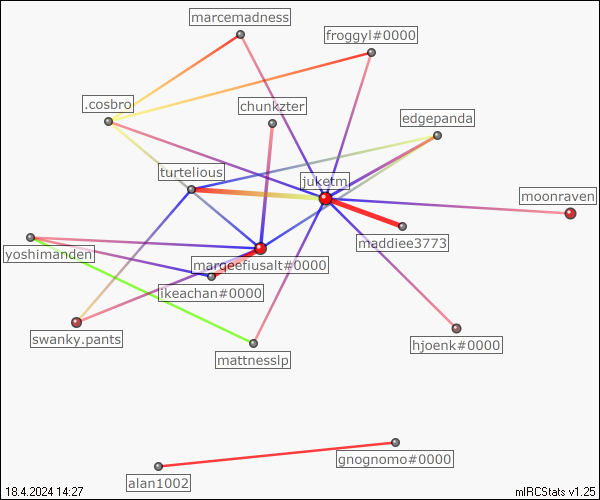 marcemadness
froggyl#0000
.cosbro
chunkzter
edgepanda
turtelious
juketm
moonraven
maddiee3773
yoshimanden
margeefiusalt#0000
ikeachan#0000
swanky.pants
mattnesslp
hjoenk#0000
gnognomo#0000
alan1002
18.4.2024 14:27
mIRCStats v1.25